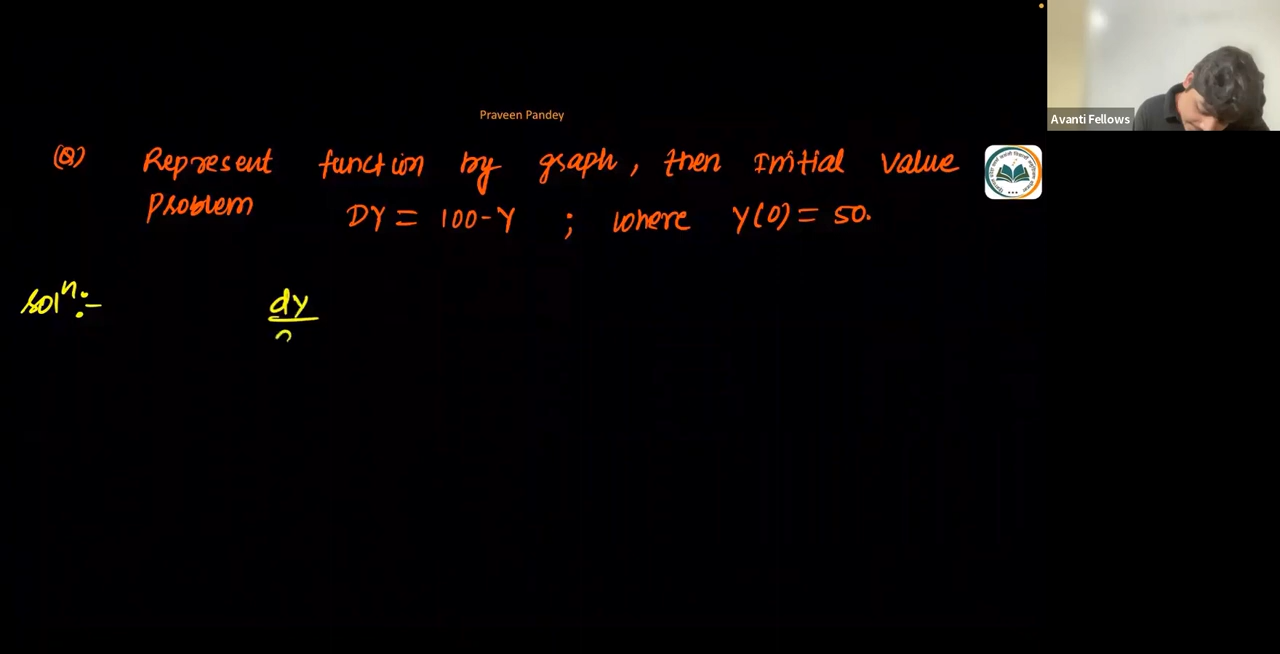 Praveen Pandey
Avanti Fellows
(Q) Represent function by graph, then Initial value
Problem DY = 100-Y ; where Y(0) = 50.
Solⁿ:- dy